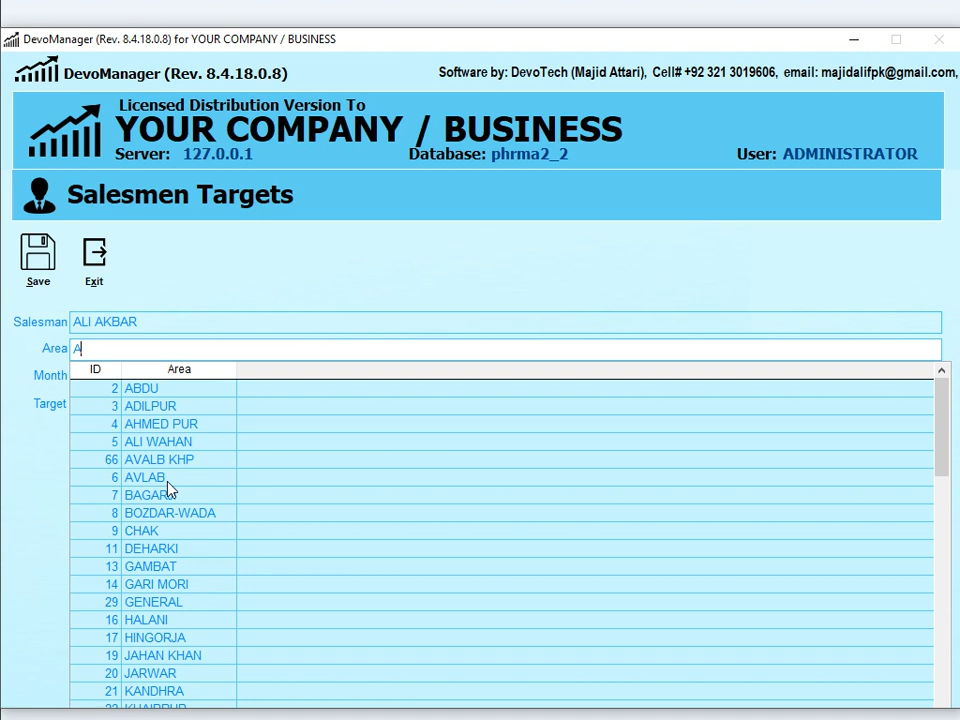 DevoManager (Rev. 8.4.18.0.8) for YOUR COMPANY / BUSINESS
DevoManager (Rev. 8.4.18.0.8)
Software by: DevoTech (Majid Attari), Cell# +92 321 3019606, email: majidalifpk@gmail.com,
Licensed Distribution Version To
YOUR COMPANY / BUSINESS
Server: 127.0.0.1
Database: phrma2_2
User: ADMINISTRATOR
Salesmen Targets
Save
Exit
Salesman ALI AKBAR
Area A
Month
Target
ID Area
2 ABDU
3 ADILPUR
4 AHMED PUR
5 ALI WAHAN
66 AVALB KHP
6 AVLAB
7
8 BOZDAR-WADA
9 CHAK
11 DEHARKI
13 GAMBAT
14 GARI MORI
29 GENERAL
16 HALANI
17 HINGORJA
19 JAHAN KHAN
20 JARWAR
21 KANDHRA